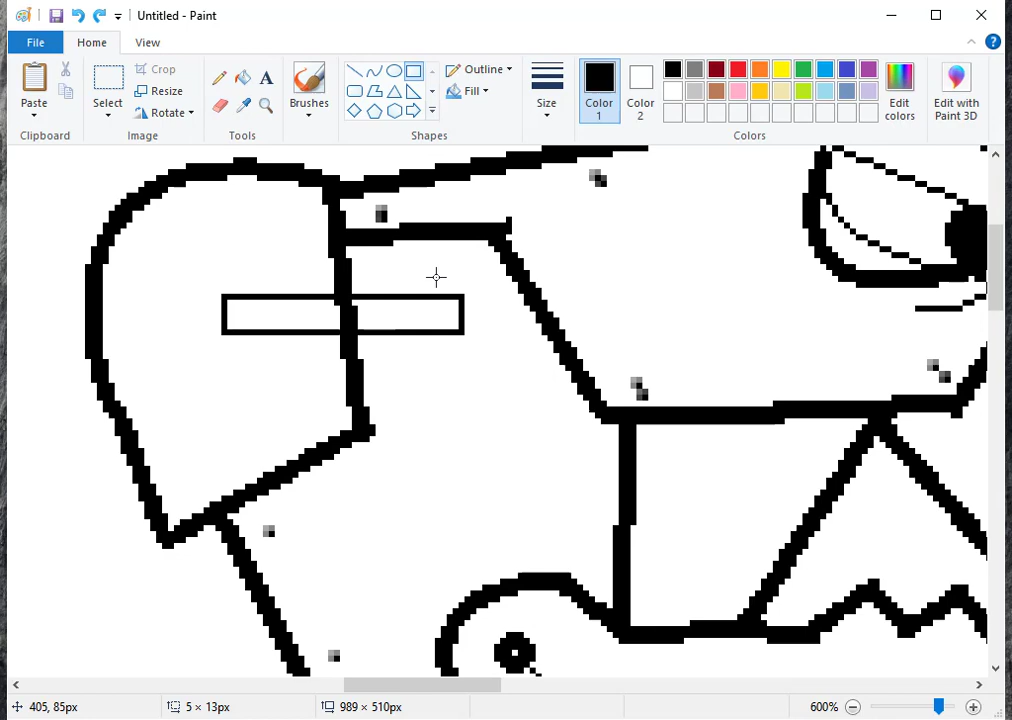 Untitled - Paint
File Home View
Paste
Select
Crop
Resize
Rotate
A
Brushes
Outline
Fill
Size
Color 1
Color 2
Edit colors
Edit with Paint 3D
Clipboard Image Tools Shapes Colors
405, 85px 5 × 13px 989 × 510px 600%